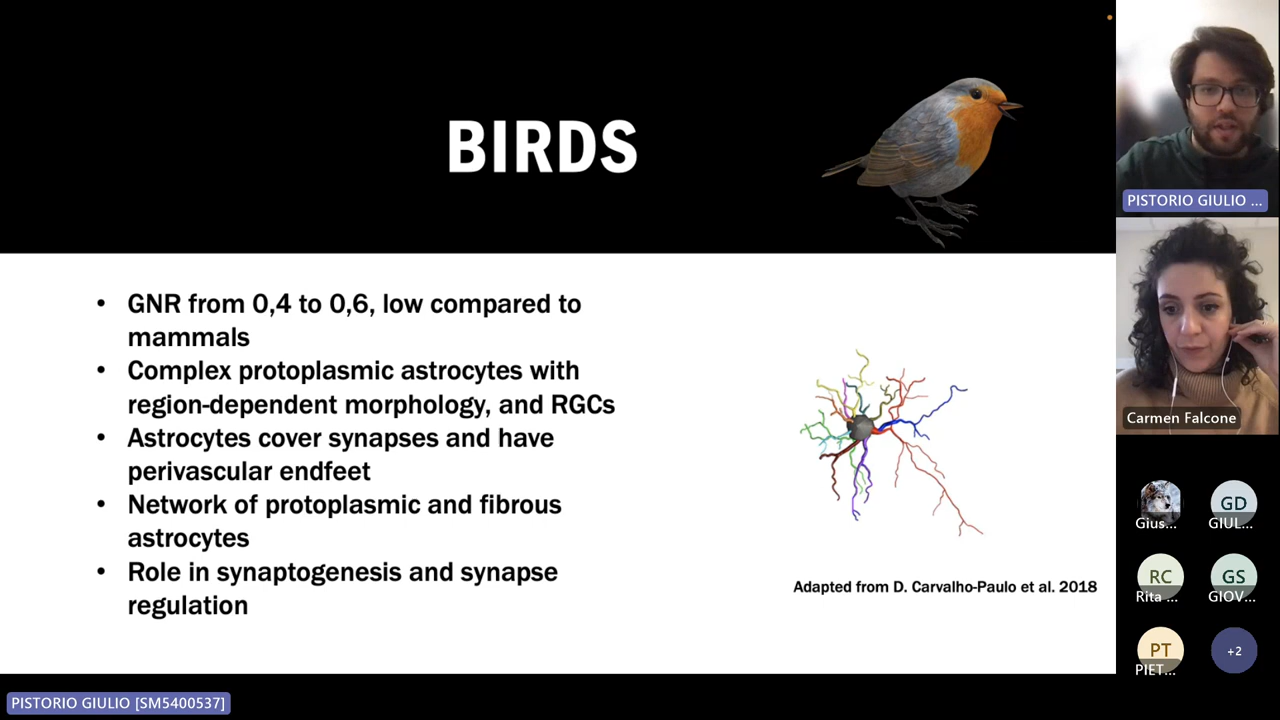 BIRDS
• GNR from 0,4 to 0,6, low compared to
mammals
• Complex protoplasmic astrocytes with
region-dependent morphology, and RGCs
• Astrocytes cover synapses and have
perivascular endfeet
• Network of protoplasmic and fibrous
astrocytes
• Role in synaptogenesis and synapse
regulation
Adapted from D. Carvalho-Paulo et al. 2018
PISTORIO GIULIO [SM5400537]
PISTORIO GIULIO ...
Carmen Falcone
Gius...
GD
GIUL...
RC
Rita ...
GS
GIOV...
PT
PIET...
+2